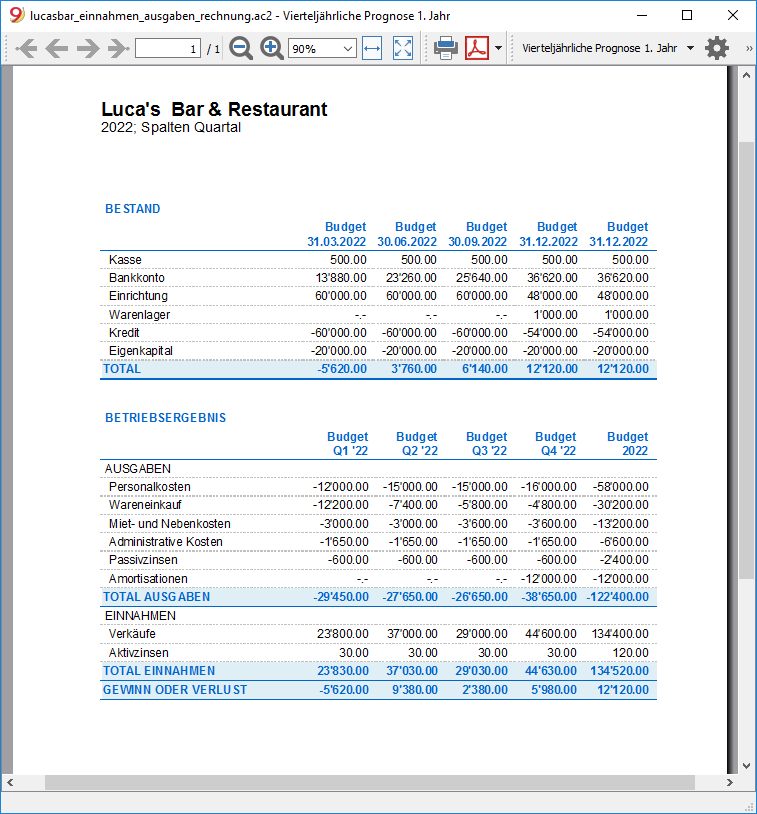 lucasbar_einnahmen_ausgaben_rechnung.ac2 - Vierteljährliche Prognose 1. Jahr
1 / 1 90% Vierteljährliche Prognose 1. Jahr »
Luca's Bar & Restaurant
2022; Spalten Quartal
BESTAND
Budget Budget Budget Budget Budget
31.03.2022 30.06.2022 30.09.2022 31.12.2022 31.12.2022
Kasse 500.00 500.00 500.00 500.00 500.00
Bankkonto 13'880.00 23'260.00 25'640.00 36'620.00 36'620.00
Einrichtung 60'000.00 60'000.00 60'000.00 48'000.00 48'000.00
Warenlager -.- -.- -.- 1'000.00 1'000.00
Kredit -60'000.00 -60'000.00 -60'000.00 -54'000.00 -54'000.00
Eigenkapital -20'000.00 -20'000.00 -20'000.00 -20'000.00 -20'000.00
TOTAL -5'620.00 3'760.00 6'140.00 12'120.00 12'120.00
BETRIEBSERGEBNIS
Budget Budget Budget Budget Budget
Q1 '22 Q2 '22 Q3 '22 Q4 '22 2022
AUSGABEN
Personalkosten -12'000.00 -15'000.00 -15'000.00 -16'000.00 -58'000.00
Wareneinkauf -12'200.00 -7'400.00 -5'800.00 -4'800.00 -30'200.00
Miet- und Nebenkosten -3'000.00 -3'000.00 -3'600.00 -3'600.00 -13'200.00
Administrative Kosten -1'650.00 -1'650.00 -1'650.00 -1'650.00 -6'600.00
Passivzinsen -600.00 -600.00 -600.00 -600.00 -2'400.00
Amortisationen -.- -.- -.- -12'000.00 -12'000.00
TOTAL AUSGABEN -29'450.00 -27'650.00 -26'650.00 -38'650.00 -122'400.00
EINNAHMEN
Verkäufe 23'800.00 37'000.00 29'000.00 44'600.00 134'400.00
Aktivzinsen 30.00 30.00 30.00 30.00 120.00
TOTAL EINNAHMEN 23'830.00 37'030.00 29'030.00 44'630.00 134'520.00
GEWINN ODER VERLUST -5'620.00 9'380.00 2'380.00 5'980.00 12'120.00